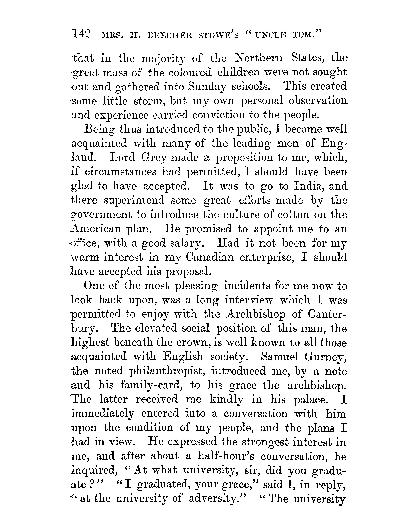 142 MRS. H. BEECHER STOWE'S "UNCLE TOM."
that in the majority of the Northern States, the
great mass of the coloured children were not sought
out and gathered into Sunday schools. This created
some little storm, but my own personal observation
and experience carried conviction to the people.
Being thus introduced to the public, I became well
acquainted with many of the leading men of Eng-
land. Lord Grey made a proposition to me, which,
if circumstances had permitted, I should have been
glad to have accepted. It was to go to India, and
there superintend some great efforts made by the
government to introduce the culture of cotton on the
American plan. He promised to appoint me to an
office, with a good salary. Had it not been for my
warm interest in my Canadian enterprise, I should
have accepted his proposal.
One of the most pleasing incidents for me now to
look back upon, was a long interview which I was
permitted to enjoy with the Archbishop of Canter-
bury. The elevated social position of this man, the
highest beneath the crown, is well known to all those
acquainted with English society. Samuel Gurney,
the noted philanthropist, introduced me, by a note
and his family-card, to his grace the archbishop.
The latter received me kindly in his palace. I
immediately entered into a conversation with him
upon the condition of my people, and the plans I
had in view. He expressed the strongest interest in
me, and after about a half-hour's conversation, he
inquired, "At what university, sir, did you gradu-
ate?" "I graduated, your grace," said I, in reply,
"at the university of adversity." "The university